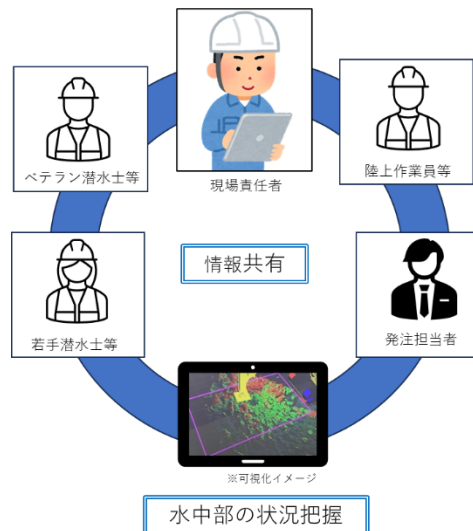 現場責任者
ベテラン潜水士等
陸上作業員等
情報共有
若手潜水士等
発注担当者
※可視化イメージ
水中部の状況把握